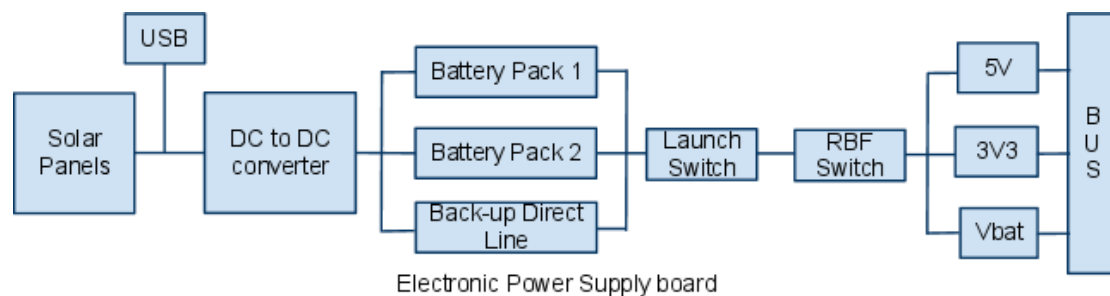 USB
Solar
Panels
DC to DC
converter
Battery Pack 1
Battery Pack 2
Back-up Direct
Line
Launch
Switch
RBF
Switch
5V
3V3
Vbat
B
U
S
Electronic Power Supply board